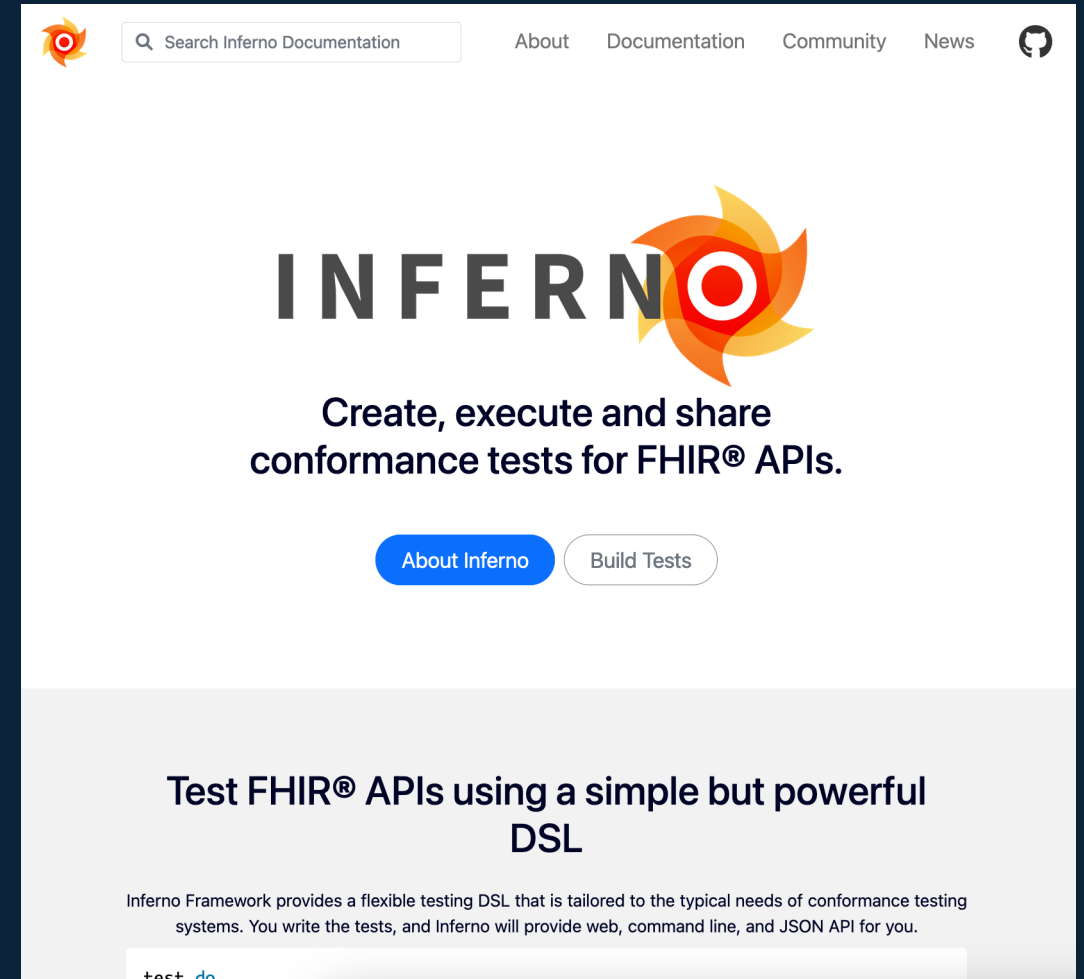 Search Inferno Documentation
About
Documentation
Community
News
INFERNO
Create, execute and share
conformance tests for FHIR® APIs.
About Inferno
Build Tests
Test FHIR® APIs using a simple but powerful
DSL
Inferno Framework provides a flexible testing DSL that is tailored to the typical needs of conformance testing
systems. You write the tests, and Inferno will provide web, command line, and JSON API for you.
test do